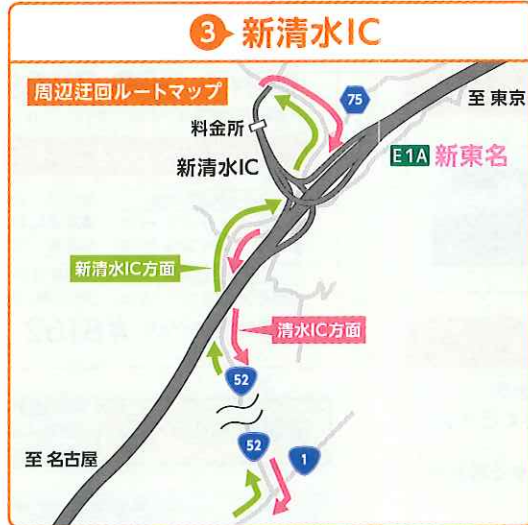 3 新清水IC
周辺迂回ルートマップ
75
至 東京
料金所
新清水IC
E1A 新東名
新清水IC方面
清水IC方面
52
52
1
至 名古屋